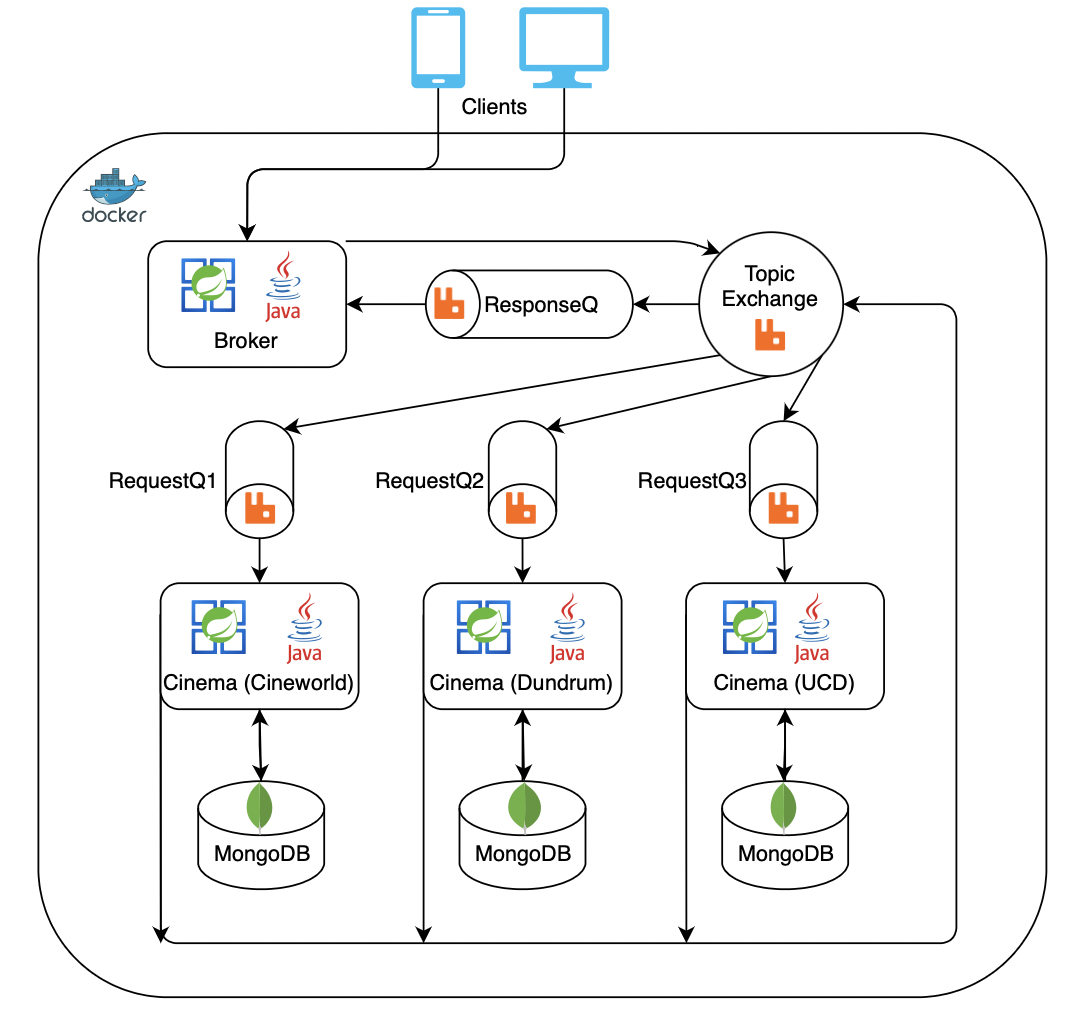 Clients
docker
Topic
Exchange
ResponseQ
Java
Broker
RequestQ1
RequestQ2
RequestQ3
Java
Java
Java
Cinema (Cineworld)
Cinema (Dundrum)
Cinema (UCD)
MongoDB
MongoDB
MongoDB